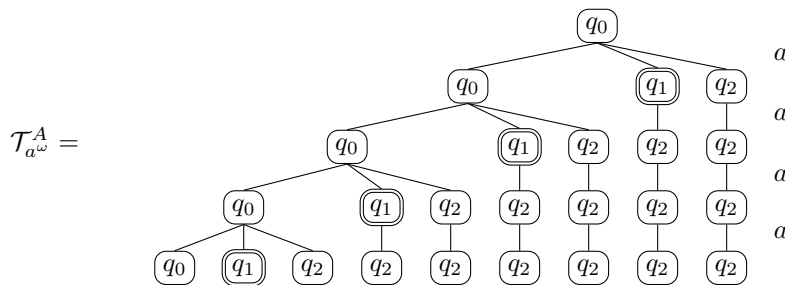 q₀
a
q₀ q₁ q₂
a
𝒯ᴬ_{a^ω} = q₀ q₁ q₂ q₂ q₂
a
q₀ q₁ q₂ q₂ q₂ q₂ q₂
a
q₀ q₁ q₂ q₂ q₂ q₂ q₂ q₂ q₂